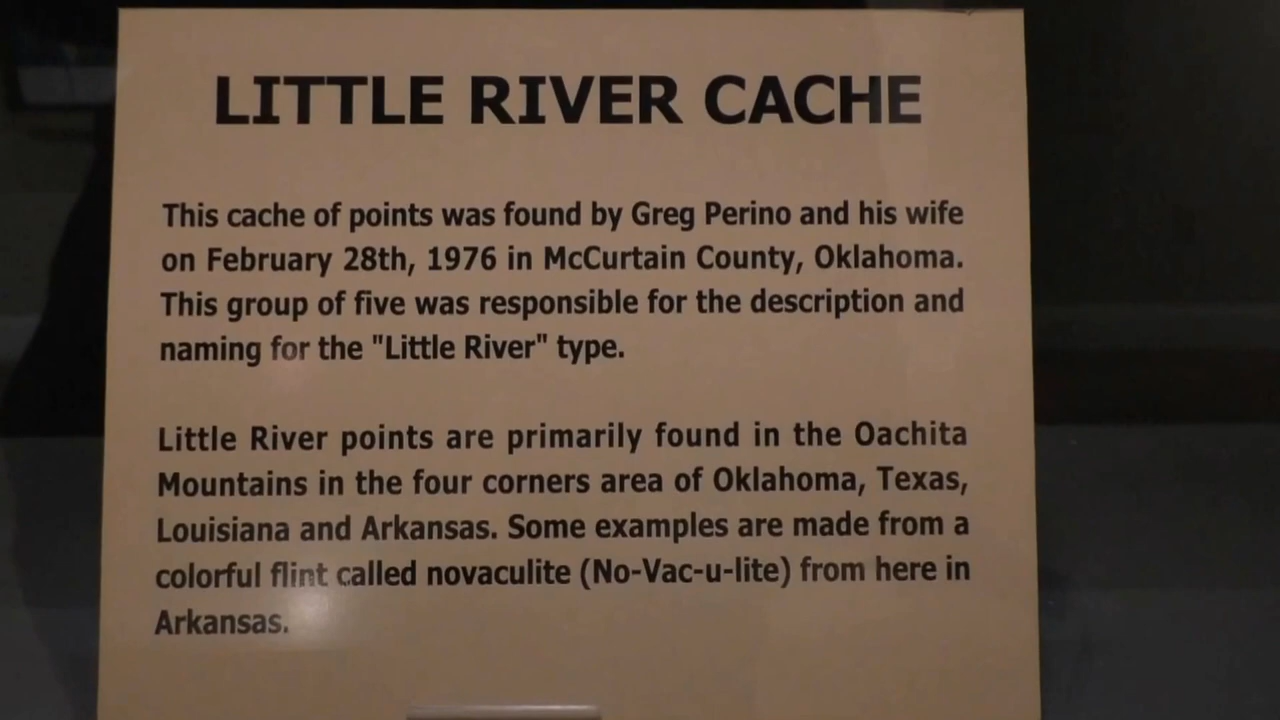 LITTLE RIVER CACHE
This cache of points was found by Greg Perino and his wife
on February 28th, 1976 in McCurtain County, Oklahoma.
This group of five was responsible for the description and
naming for the "Little River" type.
Little River points are primarily found in the Oachita
Mountains in the four corners area of Oklahoma, Texas,
Louisiana and Arkansas. Some examples are made from a
colorful flint called novaculite (No-Vac-u-lite) from here in
Arkansas.